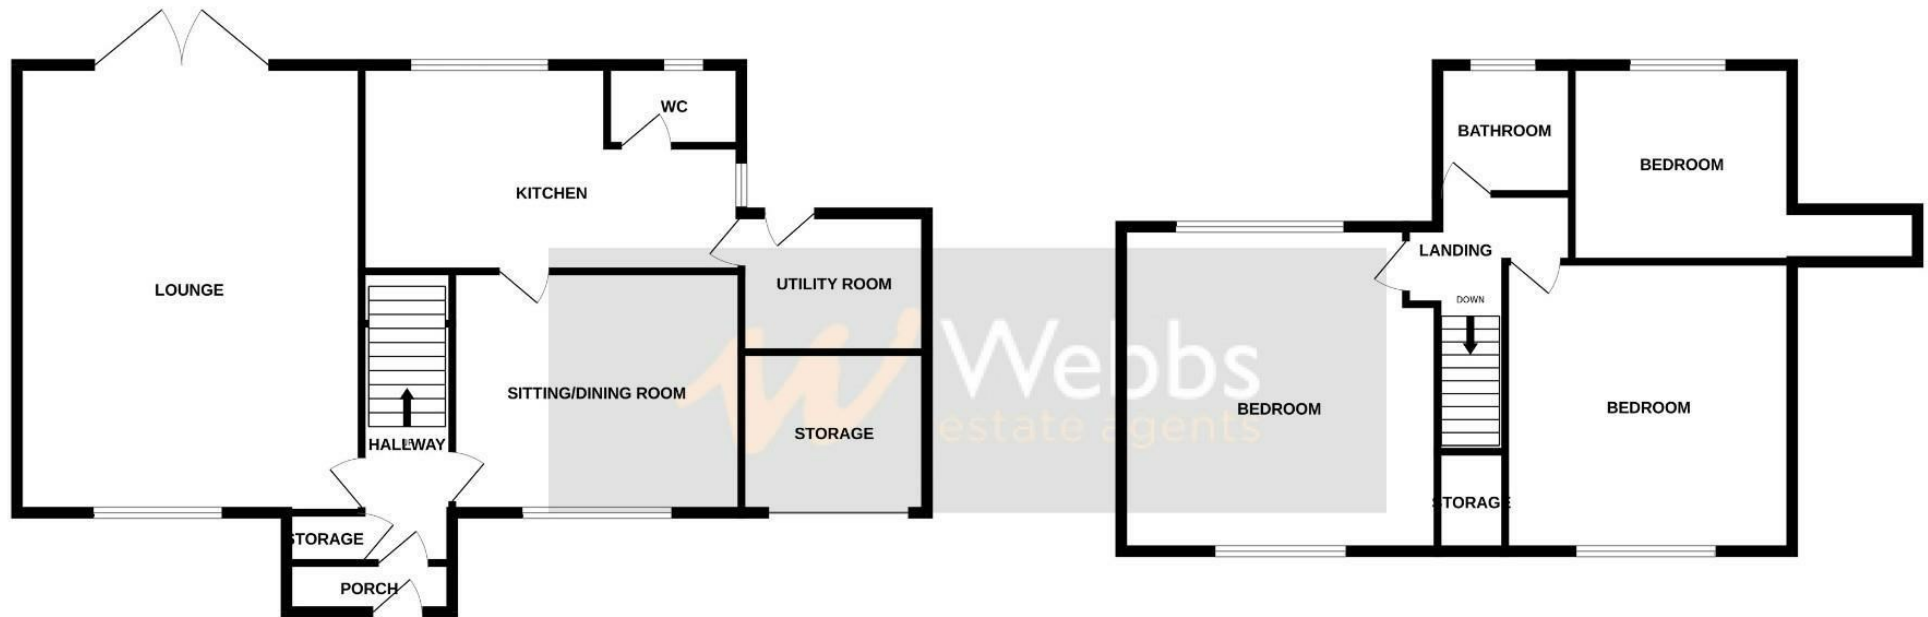 LOUNGE
KITCHEN
WC
UTILITY ROOM
SITTING/DINING ROOM
STORAGE
HALLWAY
STORAGE
PORCH
BATHROOM
BEDROOM
LANDING
DOWN
BEDROOM
BEDROOM
STORAGE
Webbs
estate agents